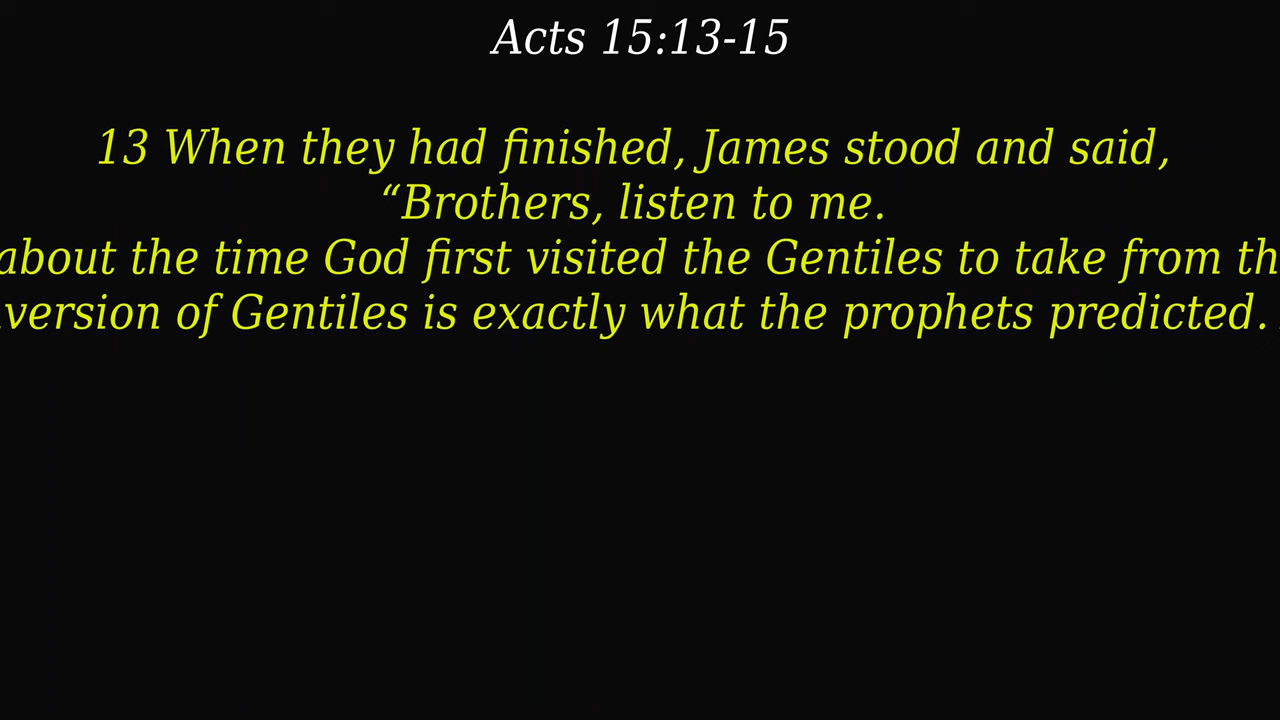 Acts 15:13-15
13 When they had finished, James stood and said,
“Brothers, listen to me.
about the time God first visited the Gentiles to take from th
version of Gentiles is exactly what the prophets predicted.